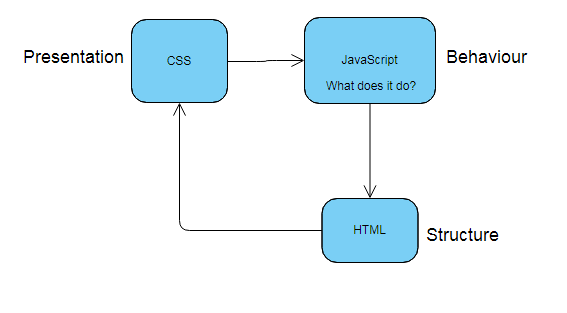 Presentation
CSS
JavaScript
What does it do?
Behaviour
HTML
Structure